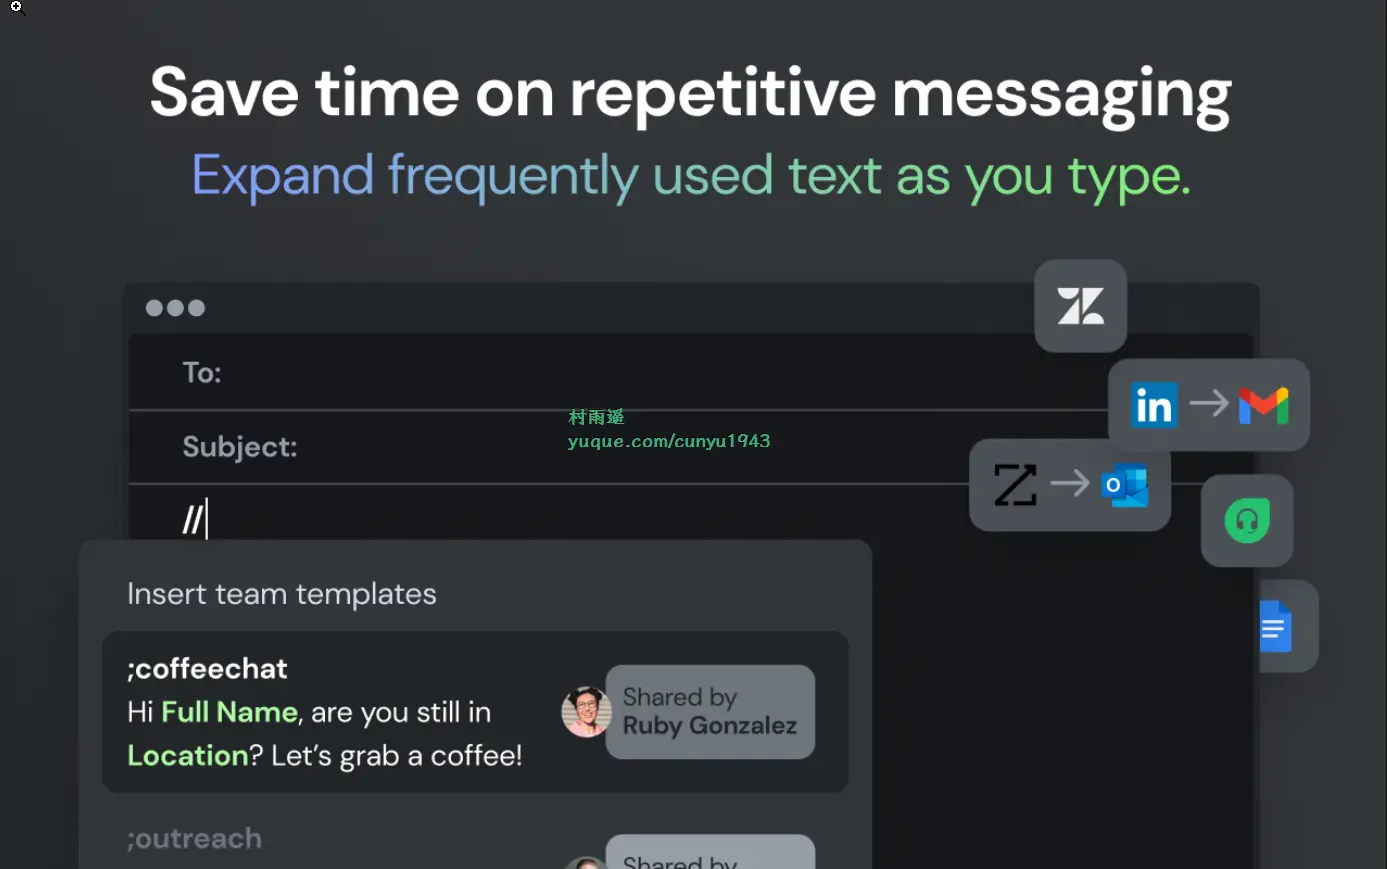 Save time on repetitive messaging
Expand frequently used text as you type.
To:
村雨遥
yuque.com/cunyu1943
Subject:
//
in
O
Insert team templates
;coffeechat
Hi Full Name, are you still in
Location? Let’s grab a coffee!
Shared by
Ruby Gonzalez
;outreach
Shared by